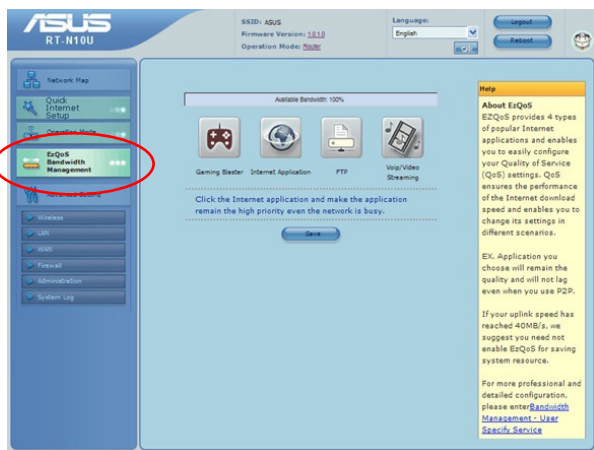 ASUS
RT-N10U
SSID: ASUS
Firmware Version: 1.0.1.0
Operation Mode: Router
Language:
English
Logout
Reboot
Network Map
Quick
Internet
Setup
Operation Mode
EzQoS
Bandwidth
Management
Advanced Setting
Wireless
LAN
WAN
Firewall
Administration
System Log
Available Bandwidth: 100%
Gaming Blaster
Internet Application
FTP
Voip/Video
Streaming
Click the Internet application and make the application
remain the high priority even the network is busy.
Save
Help
About EzQoS
EZQoS provides 4 types
of popular Internet
applications and enables
you to easily configure
your Quality of Service
(QoS) settings. QoS
ensures the performance
of the Internet download
speed and enables you to
change its settings in
different scenarios.
EX. Application you
choose will remain the
quality and will not lag
even when you use P2P.
If your uplink speed has
reached 40MB/s, we
suggest you need not
enable EzQoS for saving
system resource.
For more professional and
detailed configuration,
please enterBandwidth
Management - User
Specify Service